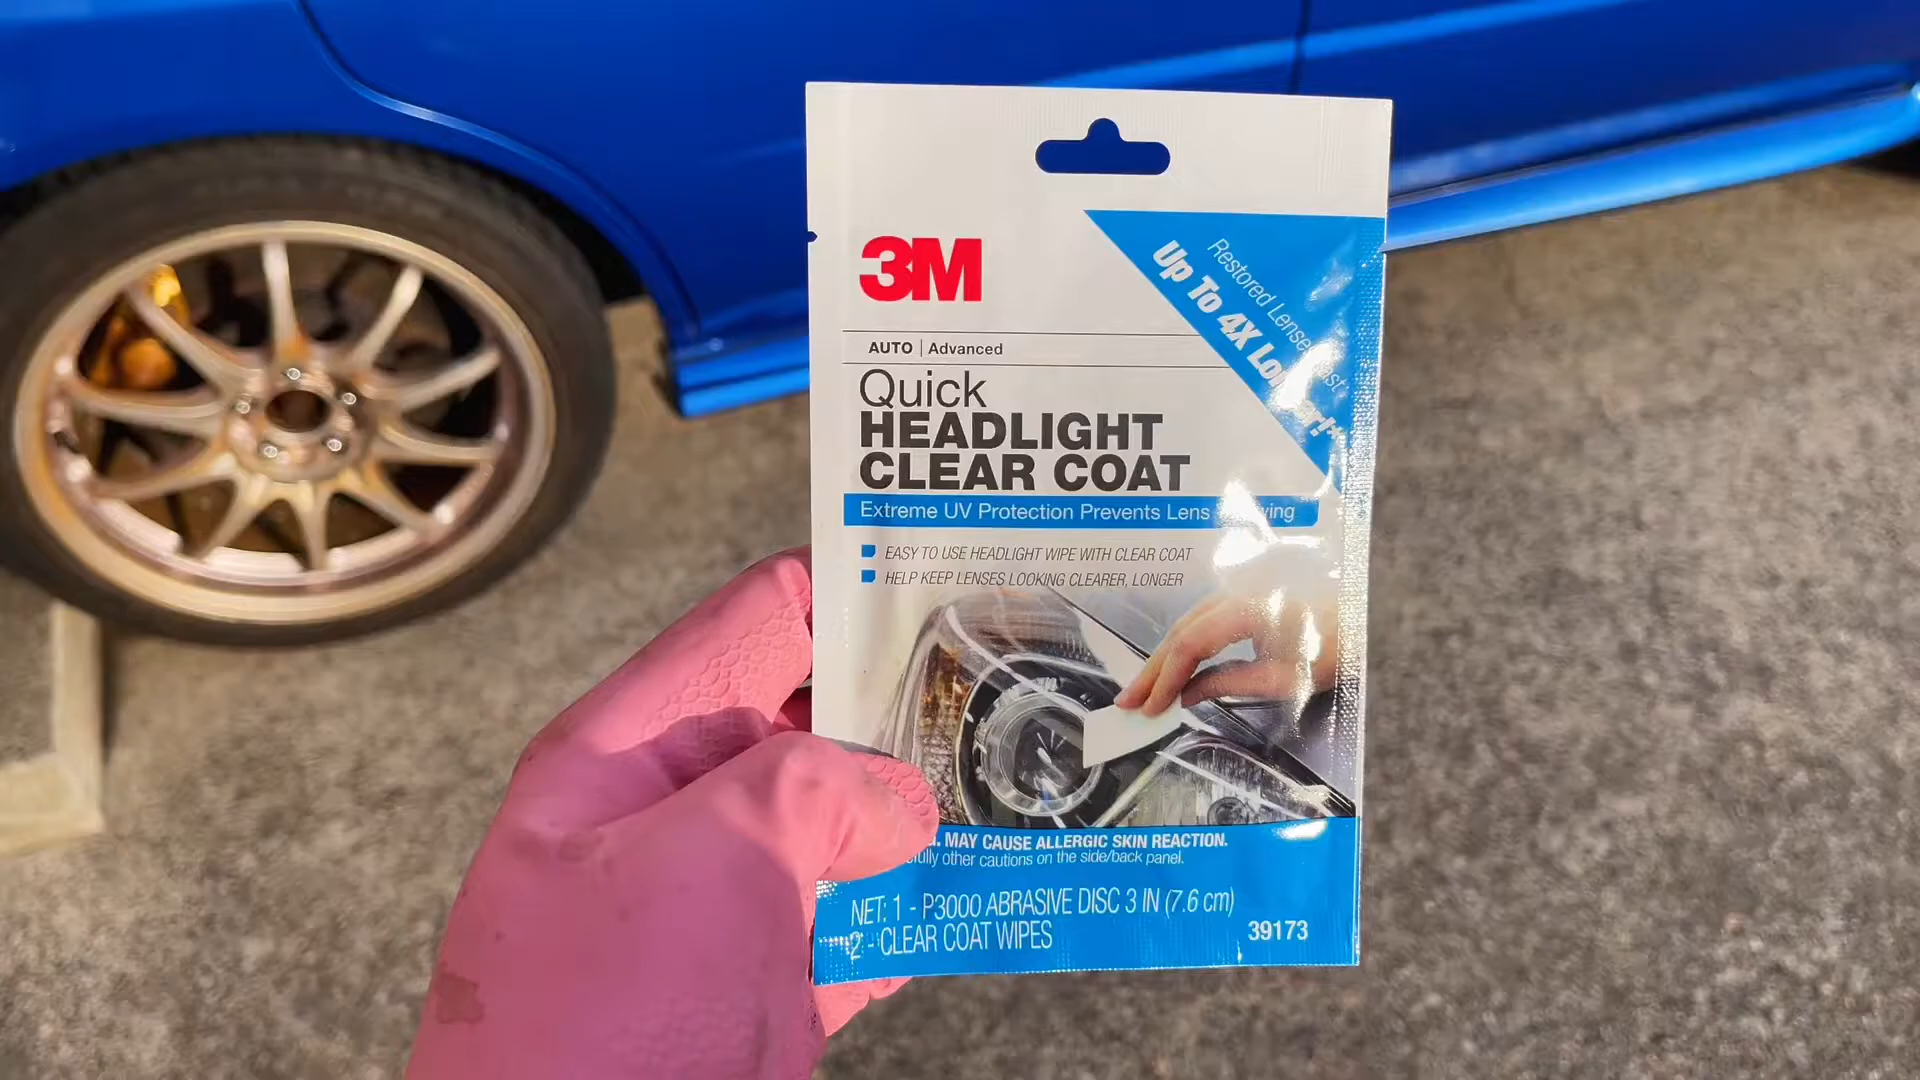 3M
AUTO | Advanced
Restored Lenses
Up To 4X
Quick
HEADLIGHT
CLEAR COAT
Extreme UV Protection Prevents Lens
EASY TO USE HEADLIGHT WIPE WITH CLEAR COAT
HELP KEEP LENSES LOOKING CLEARER, LONGER
MAY CAUSE ALLERGIC SKIN REACTION.
other cautions on the side/back panel.
NET: 1 - P3000 ABRASIVE DISC 3 IN (7.6 cm)
2 - CLEAR COAT WIPES
39173